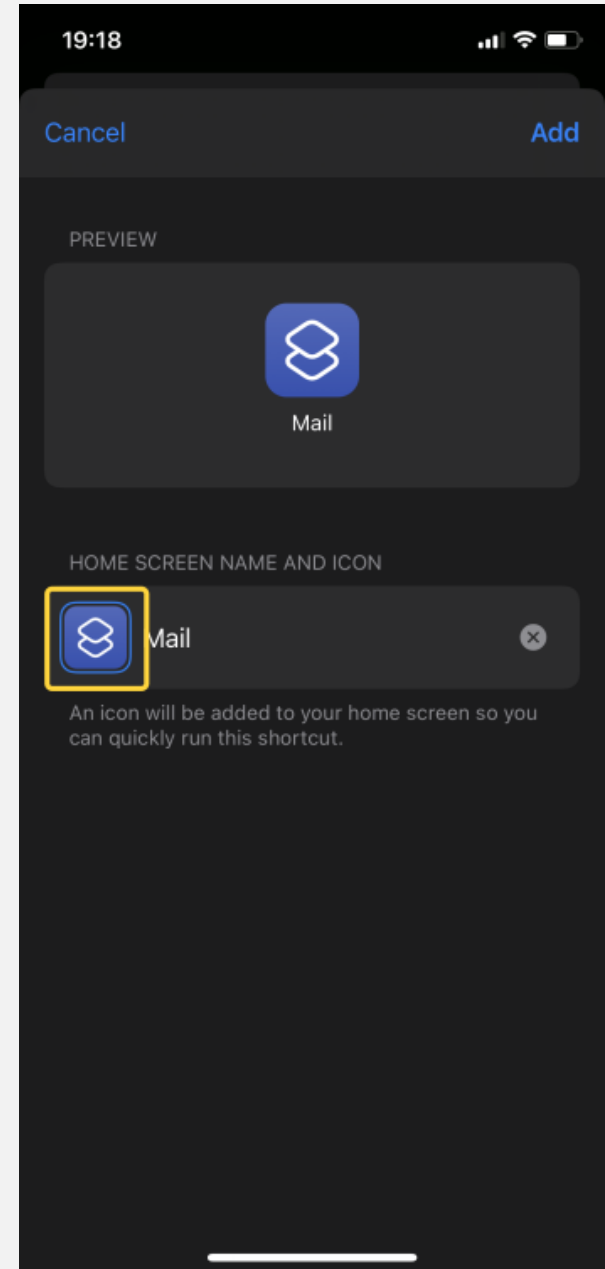 19:18
Cancel
Add
PREVIEW
Mail
HOME SCREEN NAME AND ICON
Mail
An icon will be added to your home screen so you
can quickly run this shortcut.